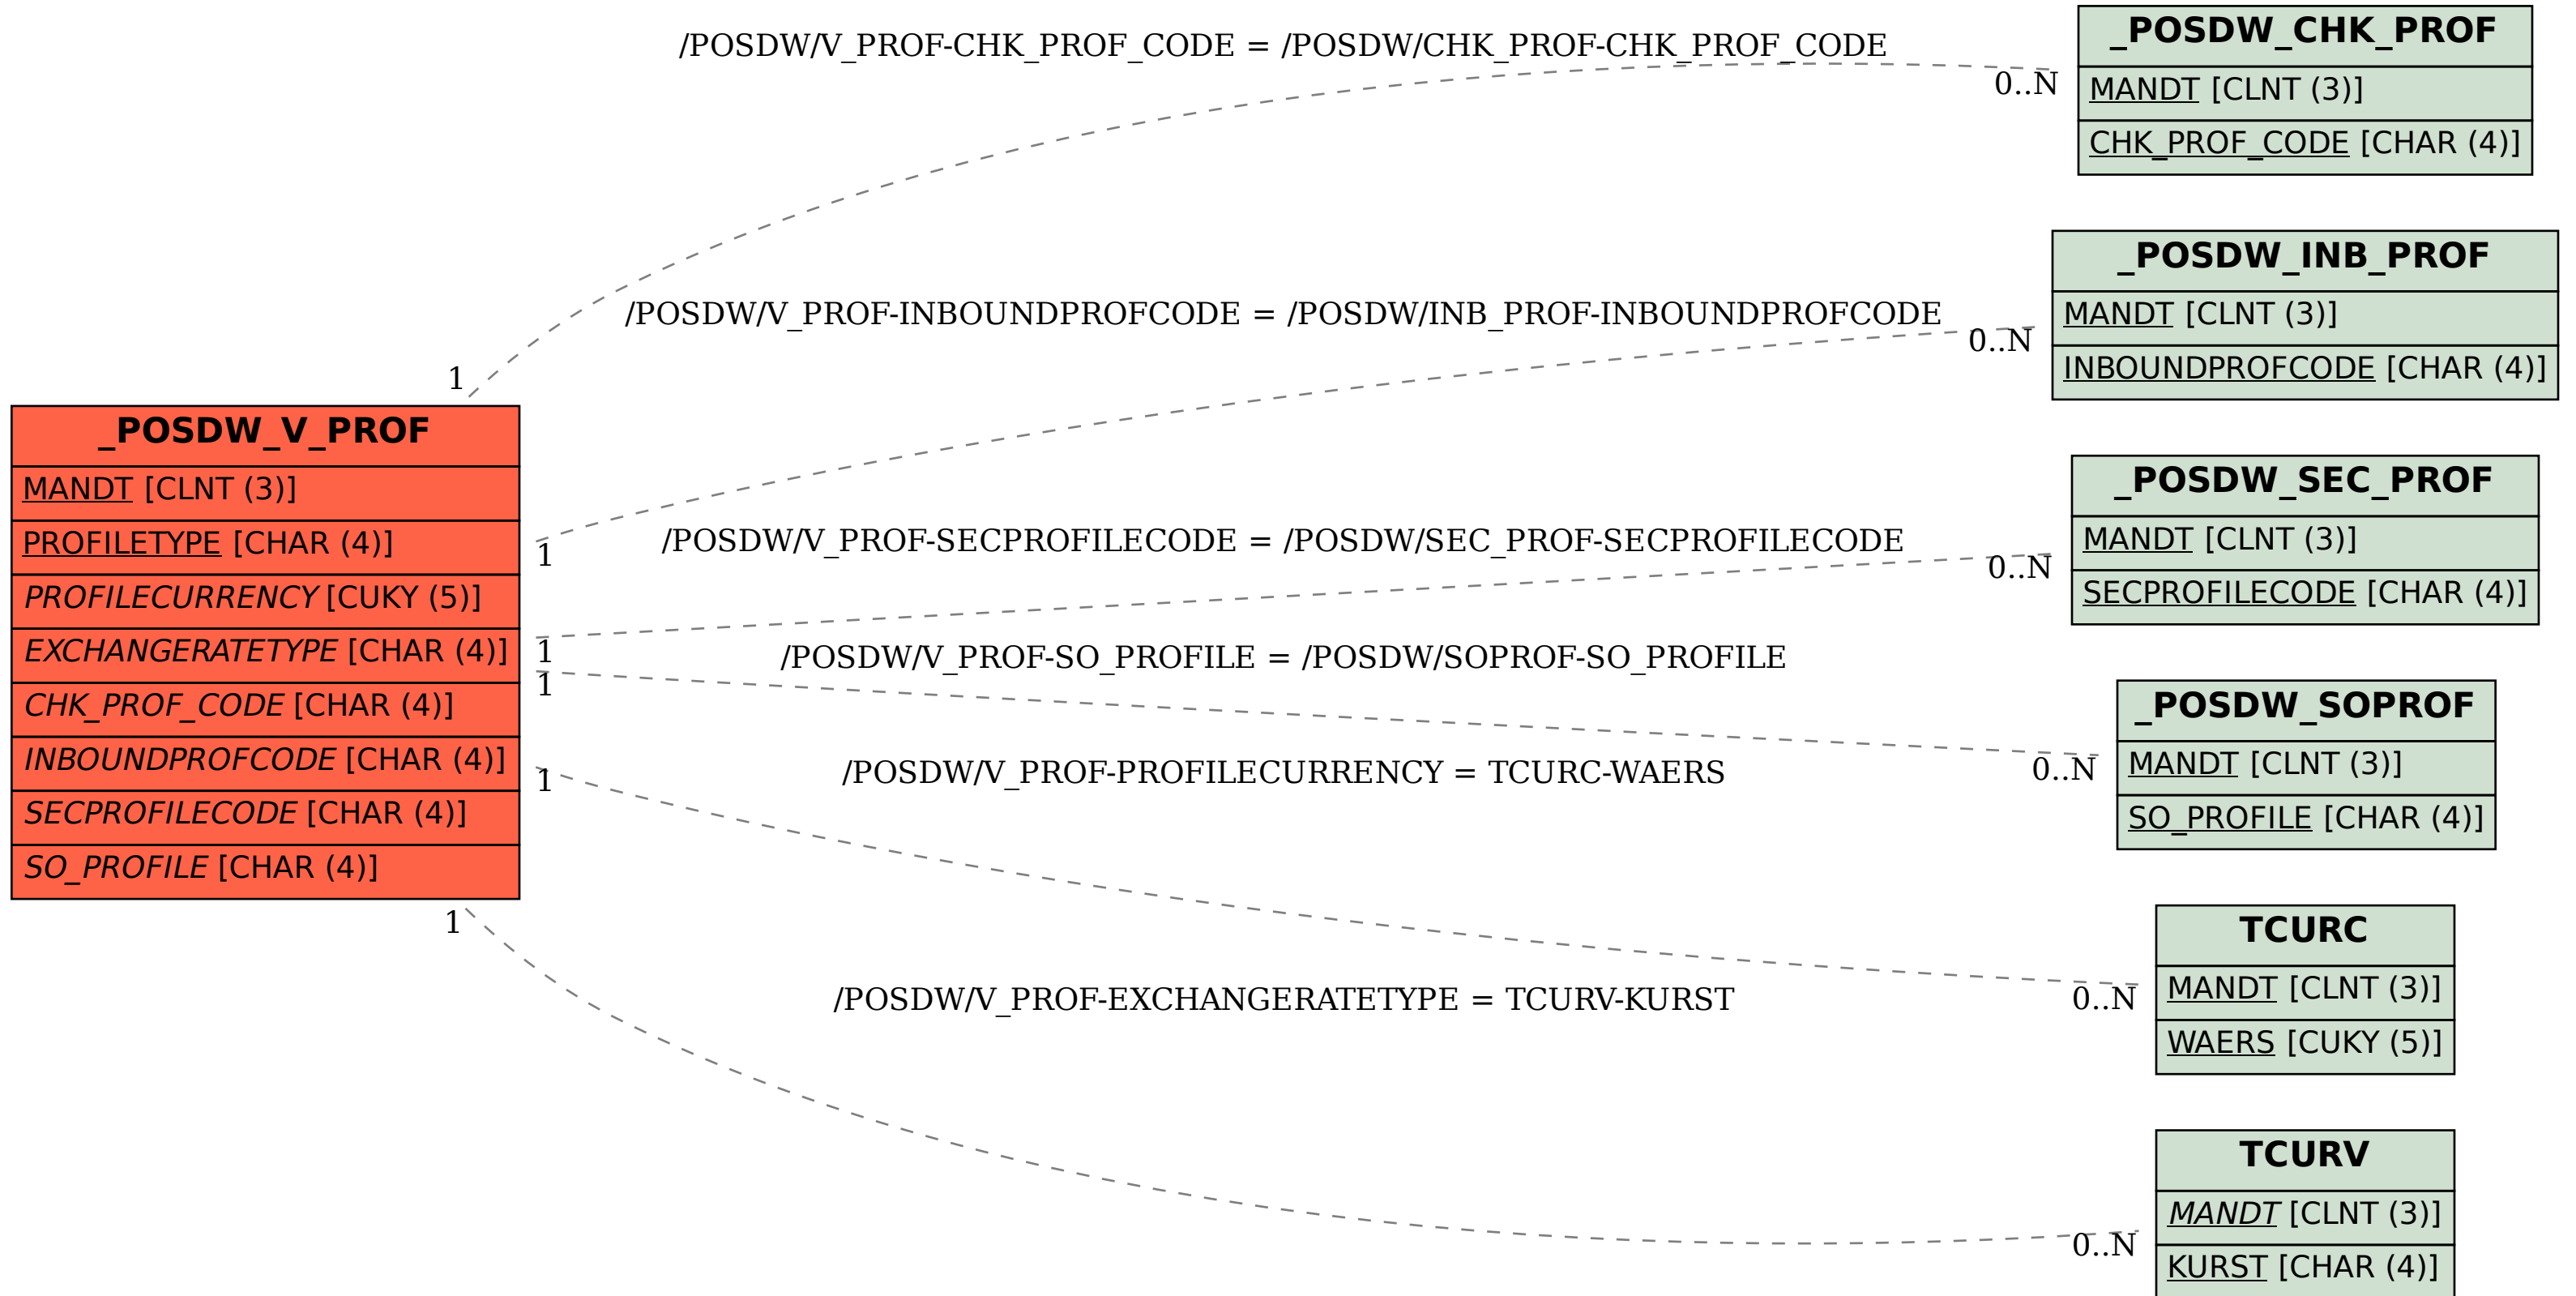 /POSDW/V_PROF-CHK_PROF_CODE = /POSDW/CHK_PROF-CHK_PROF_CODE
1
0..N
/POSDW/V_PROF-INBOUNDPROFCODE = /POSDW/INB_PROF-INBOUNDPROFCODE
1
0..N
/POSDW/V_PROF-SECPROFILECODE = /POSDW/SEC_PROF-SECPROFILECODE
1
0..N
/POSDW/V_PROF-SO_PROFILE = /POSDW/SOPROF-SO_PROFILE
1
0..N
/POSDW/V_PROF-PROFILECURRENCY = TCURC-WAERS
1
0..N
/POSDW/V_PROF-EXCHANGERATETYPE = TCURV-KURST
1
0..N
_POSDW_V_PROF
MANDT [CLNT (3)]
PROFILETYPE [CHAR (4)]
PROFILECURRENCY [CUKY (5)]
EXCHANGERATETYPE [CHAR (4)]
CHK_PROF_CODE [CHAR (4)]
INBOUNDPROFCODE [CHAR (4)]
SECPROFILECODE [CHAR (4)]
SO_PROFILE [CHAR (4)]
_POSDW_CHK_PROF
MANDT [CLNT (3)]
CHK_PROF_CODE [CHAR (4)]
_POSDW_INB_PROF
MANDT [CLNT (3)]
INBOUNDPROFCODE [CHAR (4)]
_POSDW_SEC_PROF
MANDT [CLNT (3)]
SECPROFILECODE [CHAR (4)]
_POSDW_SOPROF
MANDT [CLNT (3)]
SO_PROFILE [CHAR (4)]
TCURC
MANDT [CLNT (3)]
WAERS [CUKY (5)]
TCURV
MANDT [CLNT (3)]
KURST [CHAR (4)]